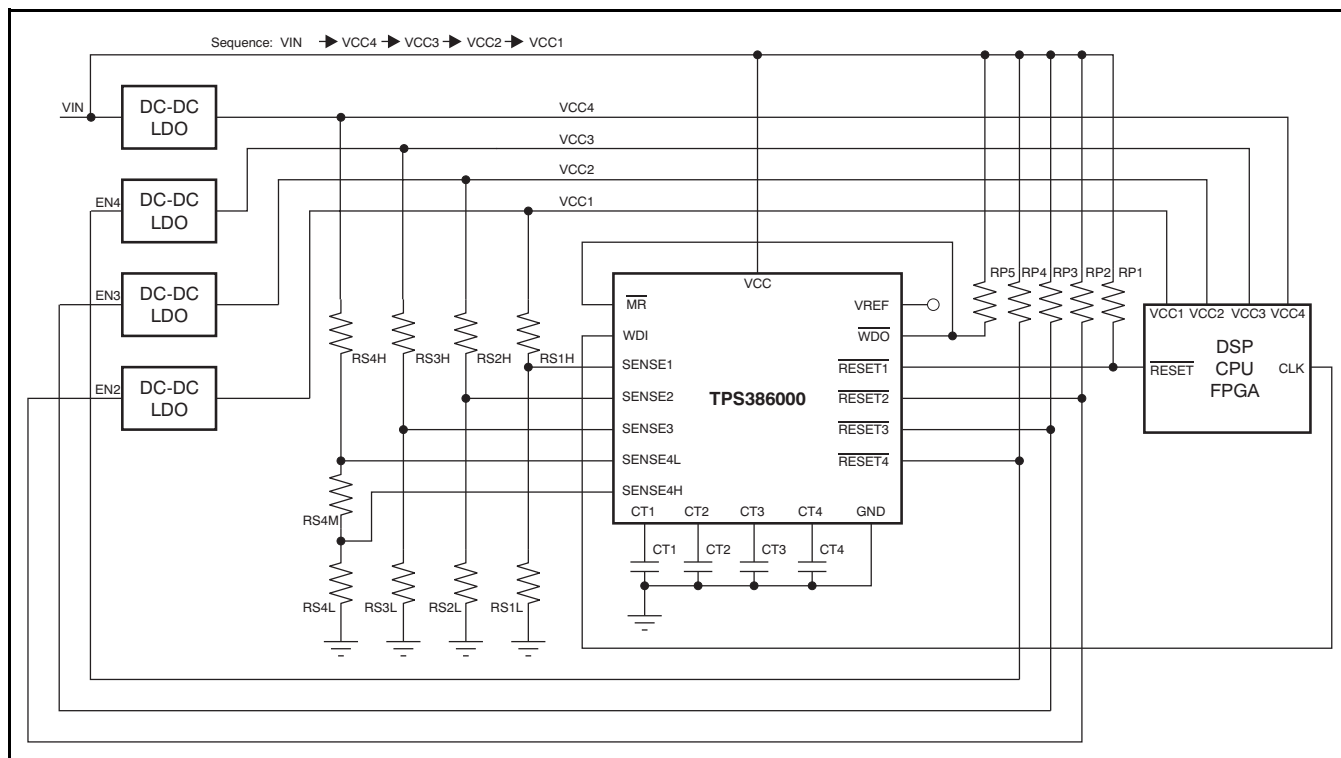 Sequence: VIN VCC4 VCC3 VCC2 VCC1
VIN
DC-DC
LDO
VCC4
VCC3
VCC2
EN4
DC-DC
LDO
VCC1
EN3
DC-DC
LDO
EN2
DC-DC
LDO
RS4H
RS3H
RS2H
RS1H
RS4M
RS4L
RS3L
RS2L
RS1L
VCC
MR
WDI
SENSE1
SENSE2
SENSE3
SENSE4L
SENSE4H
TPS386000
VREF
WDO
RESET1
RESET2
RESET3
RESET4
CT1 CT2 CT3 CT4 GND
CT1 CT2 CT3 CT4
RP5 RP4 RP3 RP2 RP1
VCC1 VCC2 VCC3 VCC4
RESET
DSP
CPU
FPGA
CLK